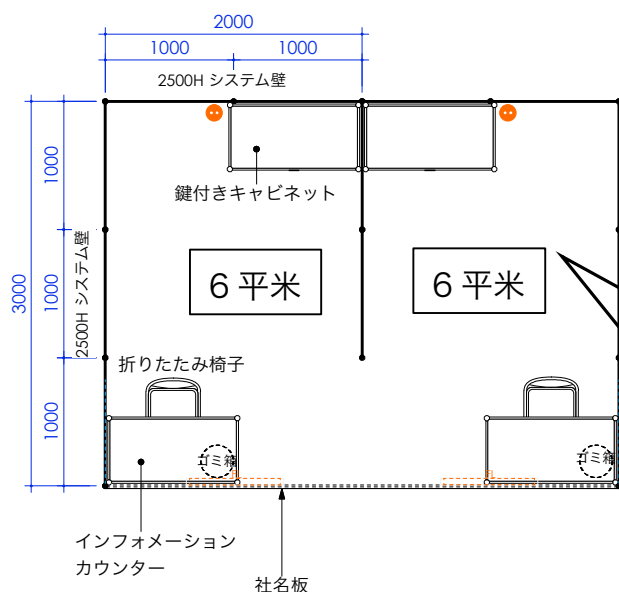 2000
1000
1000
2500H システム壁
鍵付きキャビネット
1000
1000
1000
3000
2500H システム壁
6 平米
6 平米
折りたたみ椅子
ゴミ箱
ゴミ箱
インフォメーション
カウンター
社名板